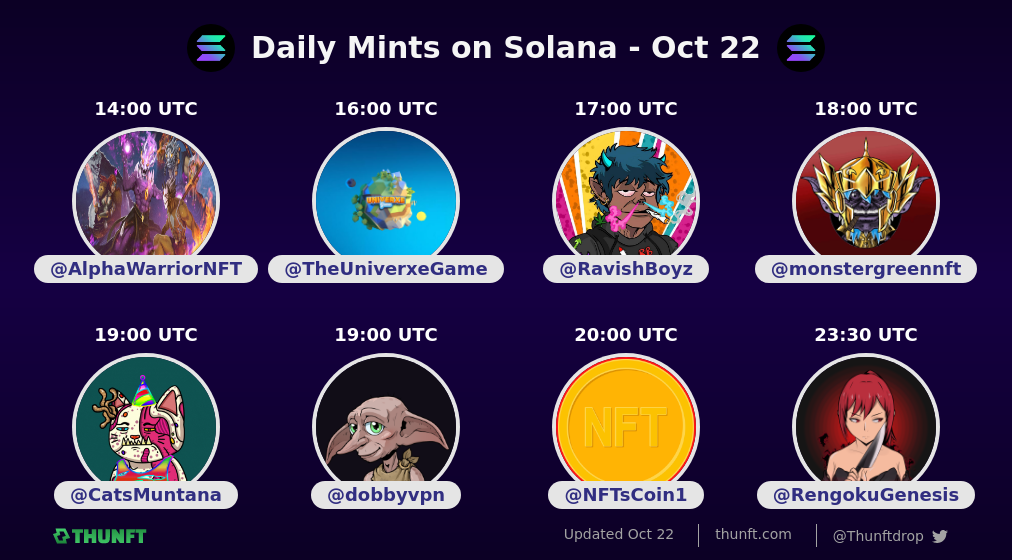 Daily Mints on Solana - Oct 22
14:00 UTC
@AlphaWarriorNFT
16:00 UTC
UNIVERXE
@TheUniverxeGame
17:00 UTC
@RavishBoyz
18:00 UTC
@monstergreennft
19:00 UTC
@CatsMuntana
19:00 UTC
@dobbyvpn
20:00 UTC
NFT
@NFTsCoin1
23:30 UTC
@RengokuGenesis
THUNFT
Updated Oct 22
thunft.com
@Thunftdrop